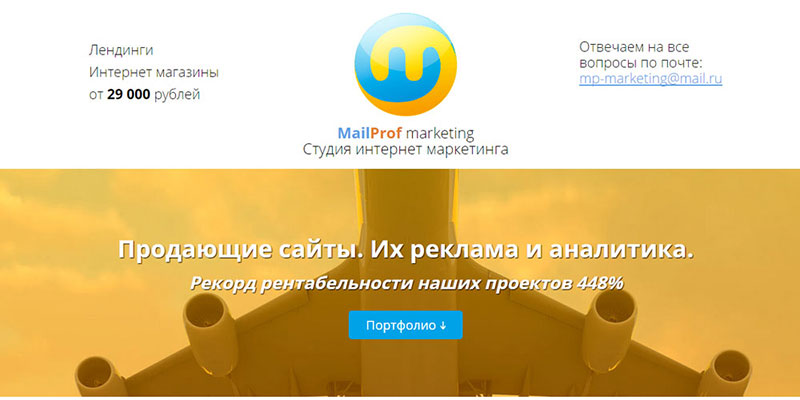 Лендинги
Интернет магазины
от 29 000 рублей
MailProf marketing
Студия интернет маркетинга
Отвечаем на все
вопросы по почте:
mp-marketing@mail.ru
Продающие сайты. Их реклама и аналитика.
Рекорд рентабельности наших проектов 448%
Портфолио ↓